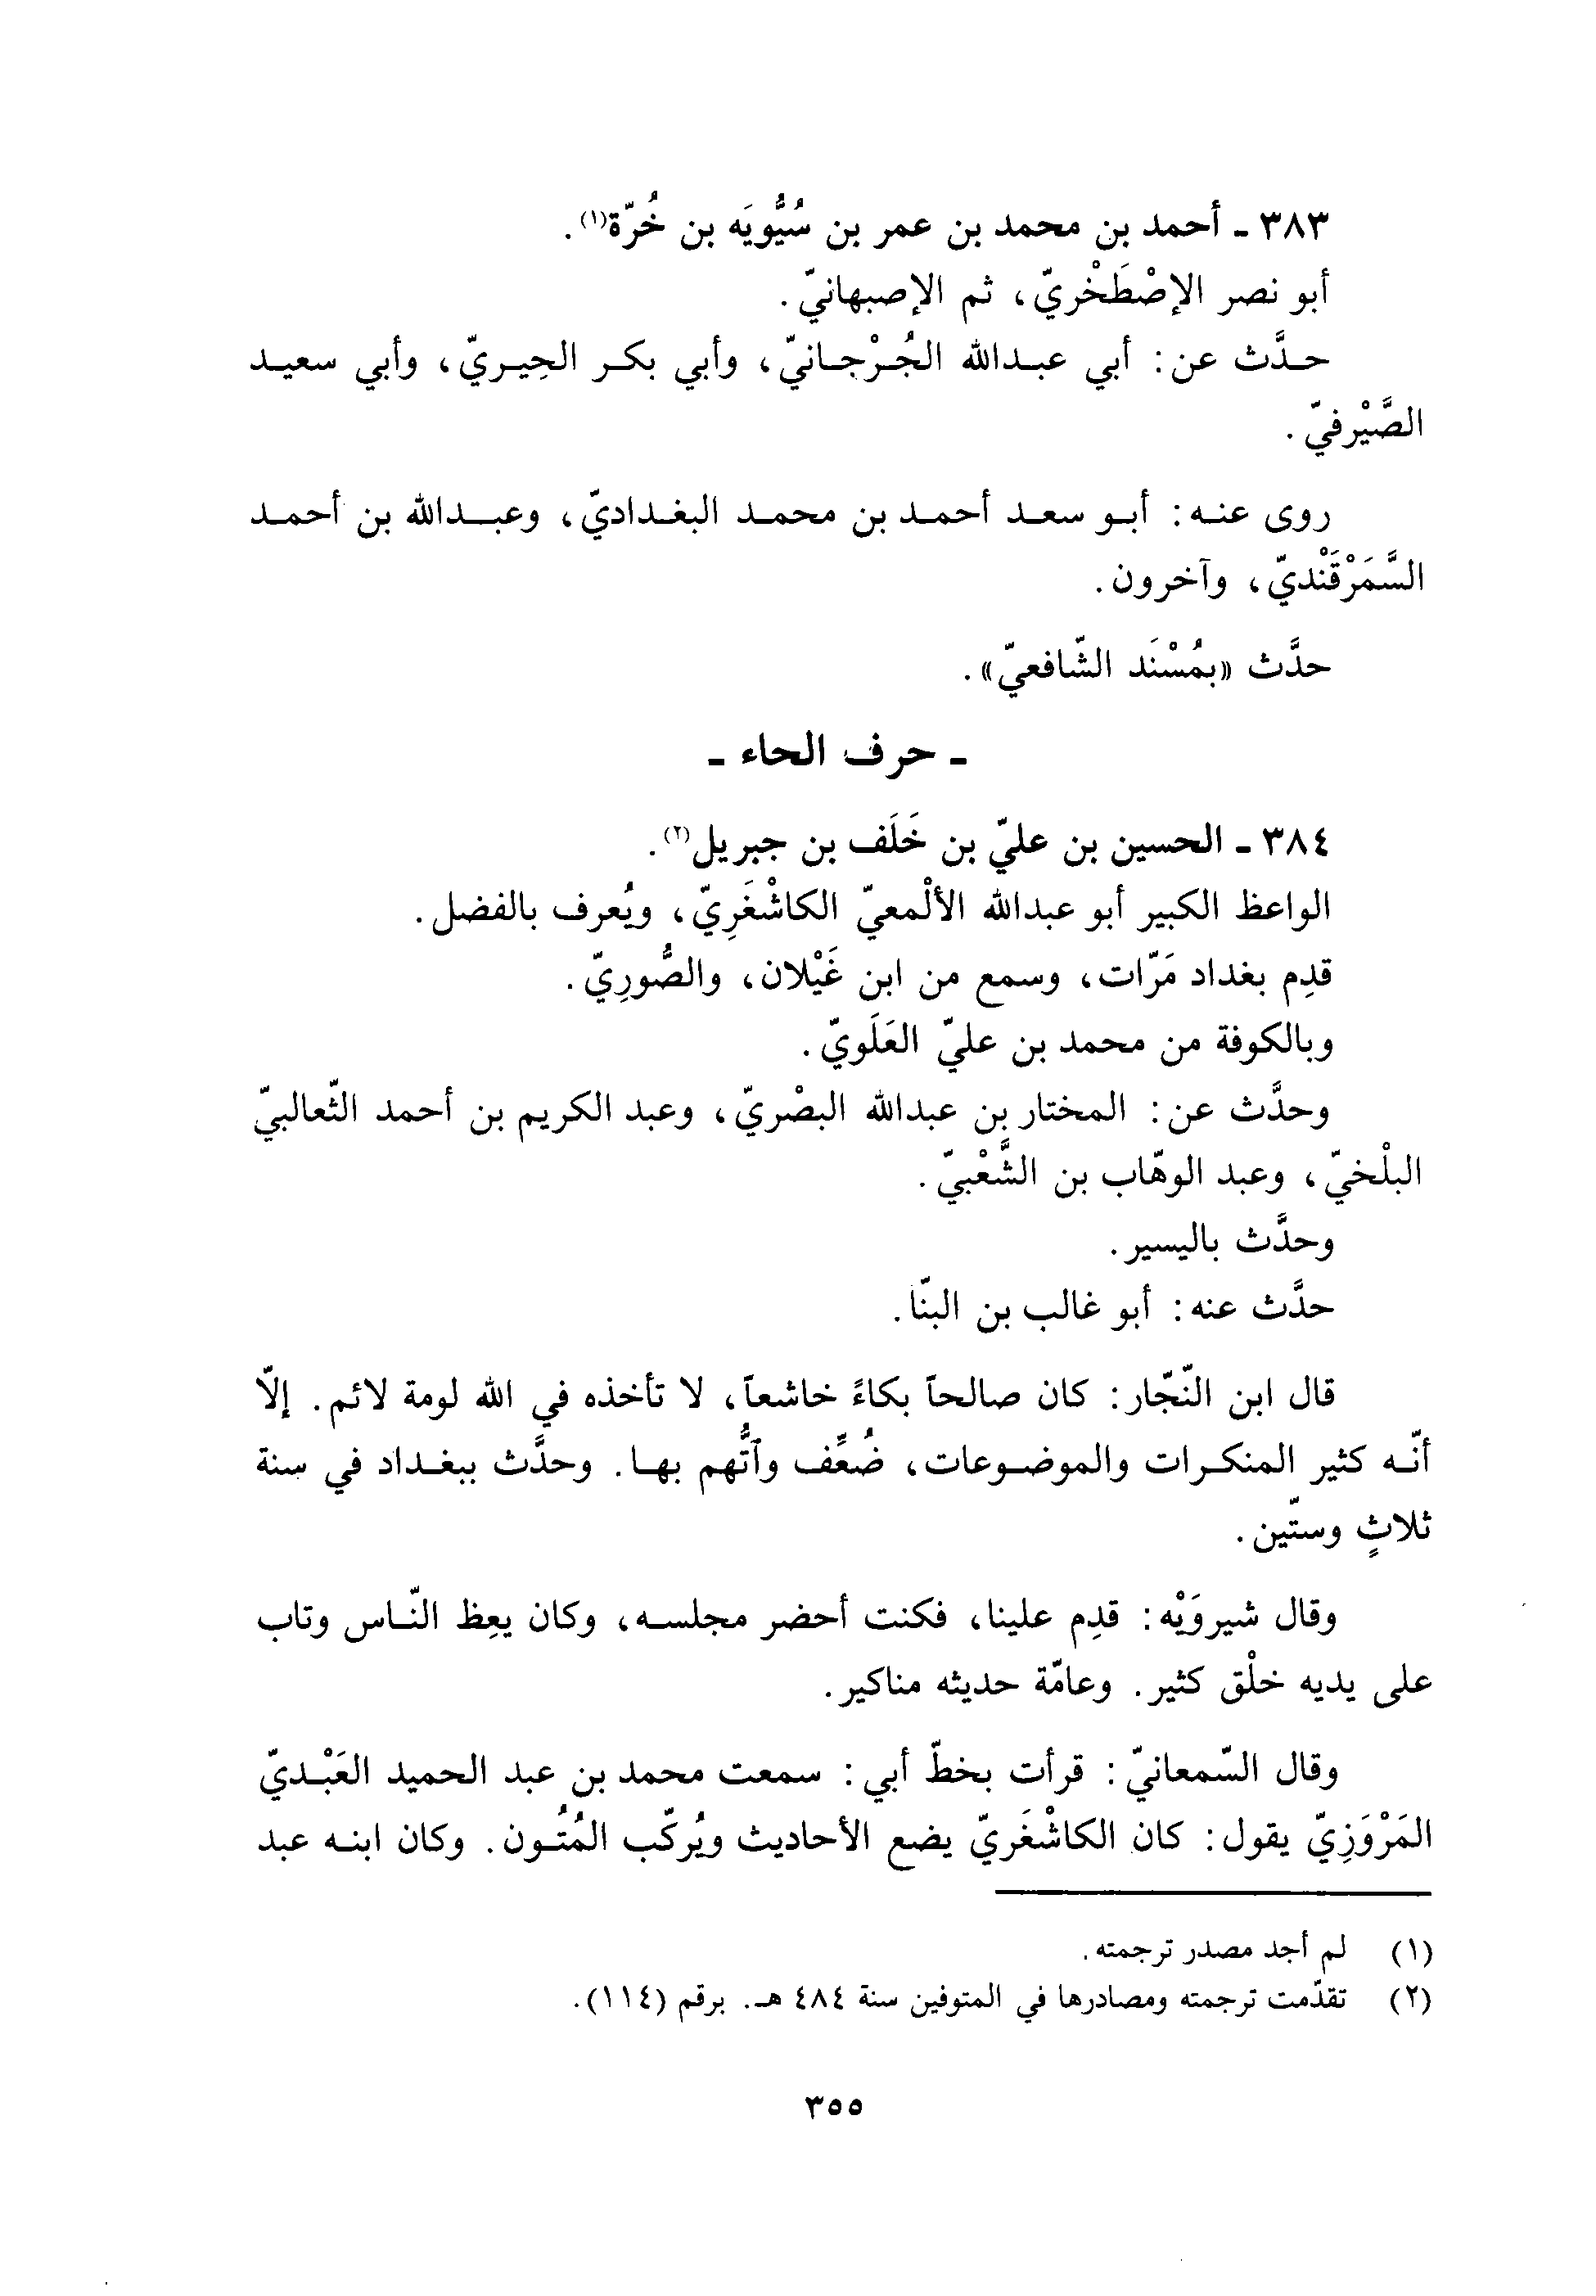 ٣٨٣ - أحمد بن محمد بن عمر بن سُيُّويَه بن خُرّة(١).
أبو نصر الإصْطَخْريّ، ثم الإصبهانيّ.
حدَّث عن: أبي عبدالله الجُرْجانيّ، وأبي بكر الحِيريّ، وأبي سعيد
الصَّيْرفيّ.
روى عنه: أبو سعد أحمد بن محمد البغداديّ، وعبدالله بن أحمد
السَّمَرْقَنْديّ، وآخرون.
حدَّث «بمُسْنَد الشّافعيّ».
- حرف الحاء -
٣٨٤ - الحسين بن عليّ بن خَلَف بن جبريل(٢).
الواعظ الكبير أبو عبدالله الألْمعيّ الكاشْغَرِيّ، ويُعرف بالفضل.
قدِم بغداد مَرّات، وسمع من ابن غَيْلان، والصُّورِيّ.
وبالكوفة من محمد بن عليّ العَلَويّ.
وحدَّث عن: المختار بن عبدالله البصْريّ، وعبد الكريم بن أحمد الثّعالبيّ
البلْخيّ، وعبد الوهّاب بن الشَّعْبيّ.
وحدَّث باليسير.
حدَّث عنه: أبو غالب بن البنّا.
قال ابن النّجّار: كان صالحاً بكاءً خاشعاً، لا تأخذه في الله لومة لائم. إلّا
أنّه كثير المنكرات والموضوعات، ضُعِّف وٱتُّهم بها. وحدَّث ببغداد في سنة
ثلاثٍ وستّين.
وقال شيروَيْه: قدِم علينا، فكنت أحضر مجلسه، وكان يعِظ النّاس وتاب
على يديه خلْق كثير. وعامّة حديثه مناكير.
وقال السّمعانيّ: قرأت بخطّ أبي: سمعت محمد بن عبد الحميد العَبْديّ
المَرْوَزِيّ يقول: كان الكاشْغَريّ يضع الأحاديث ويُركّب المُتُون. وكان ابنه عبد
(١) لم أجد مصدر ترجمته.
(٢) تقدّمت ترجمته ومصادرها في المتوفين سنة ٤٨٤ هـ. برقم (١١٤).
٣٥٥